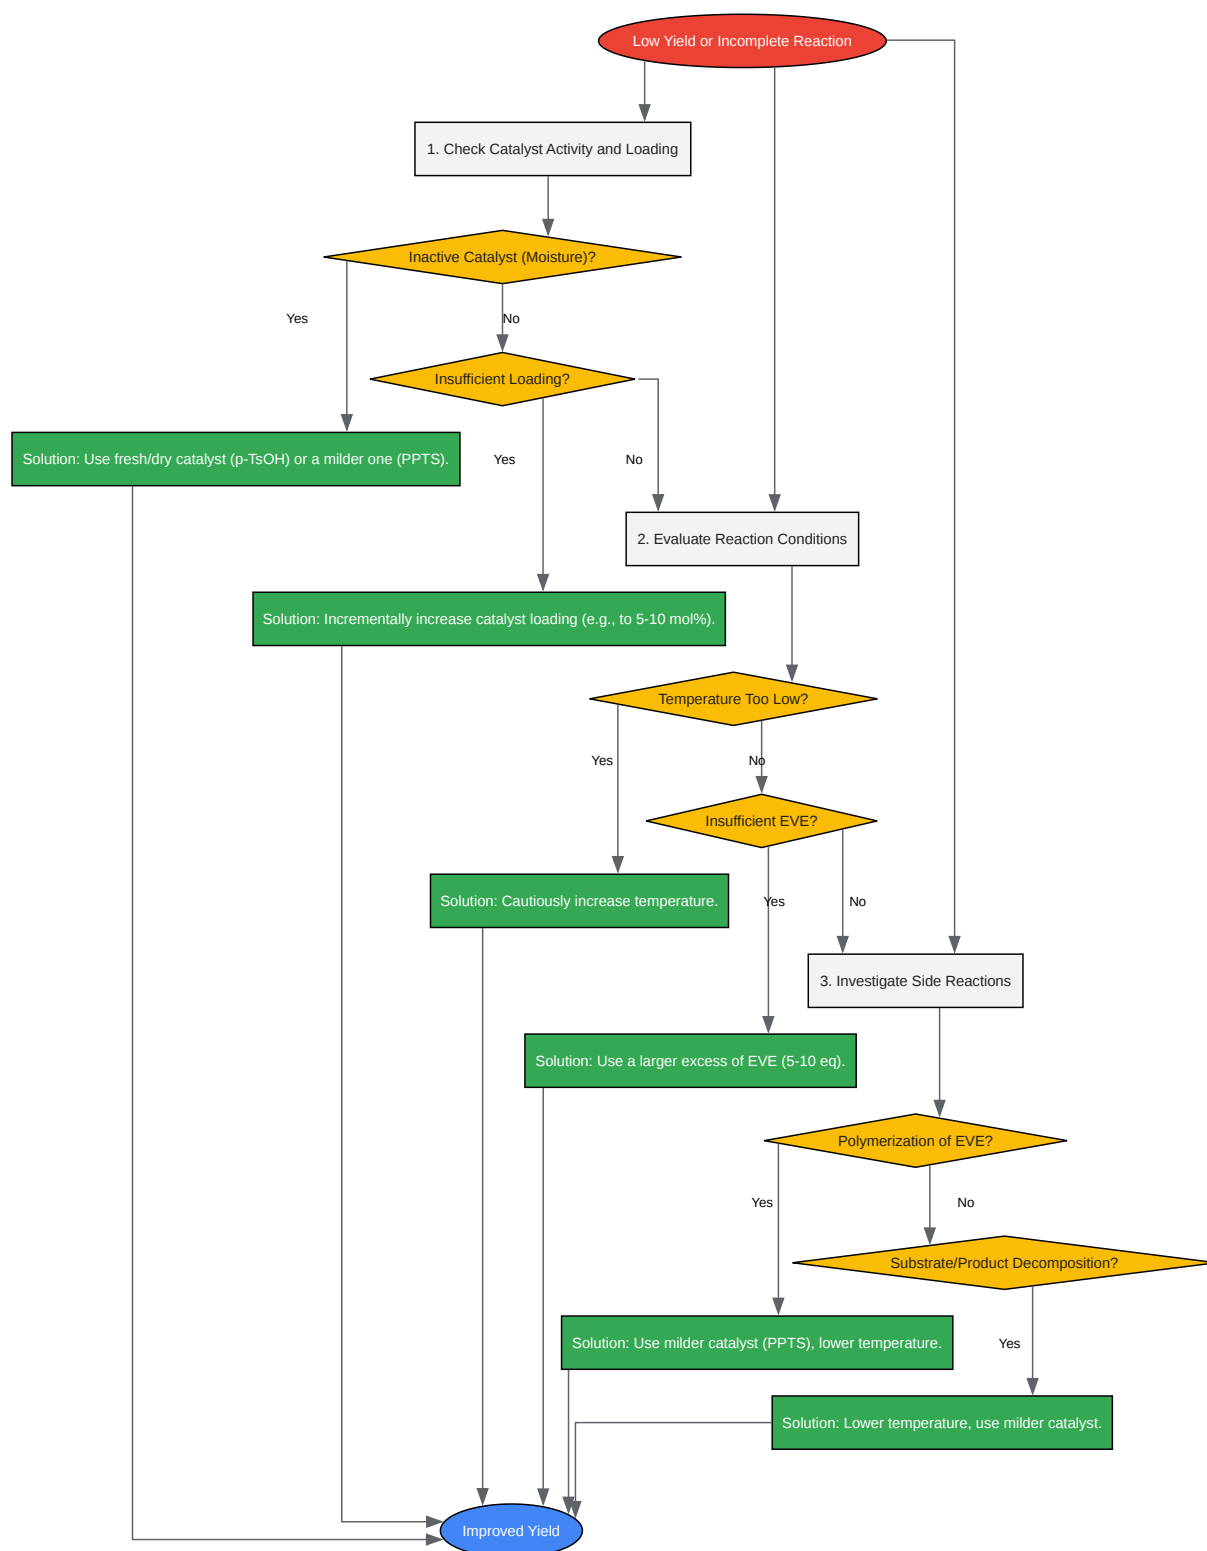 Low Yield or Incomplete Reaction
1. Check Catalyst Activity and Loading
Inactive Catalyst (Moisture)?
Yes
No
Insufficient Loading?
Solution: Use fresh/dry catalyst (p-TsOH) or a milder one (PPTS).
Yes
No
2. Evaluate Reaction Conditions
Solution: Incrementally increase catalyst loading (e.g., to 5-10 mol%).
Temperature Too Low?
Yes
No
Insufficient EVE?
Solution: Cautiously increase temperature.
Yes
No
3. Investigate Side Reactions
Solution: Use a larger excess of EVE (5-10 eq).
Polymerization of EVE?
Yes
No
Substrate/Product Decomposition?
Solution: Use milder catalyst (PPTS), lower temperature.
Yes
Solution: Lower temperature, use milder catalyst.
Improved Yield